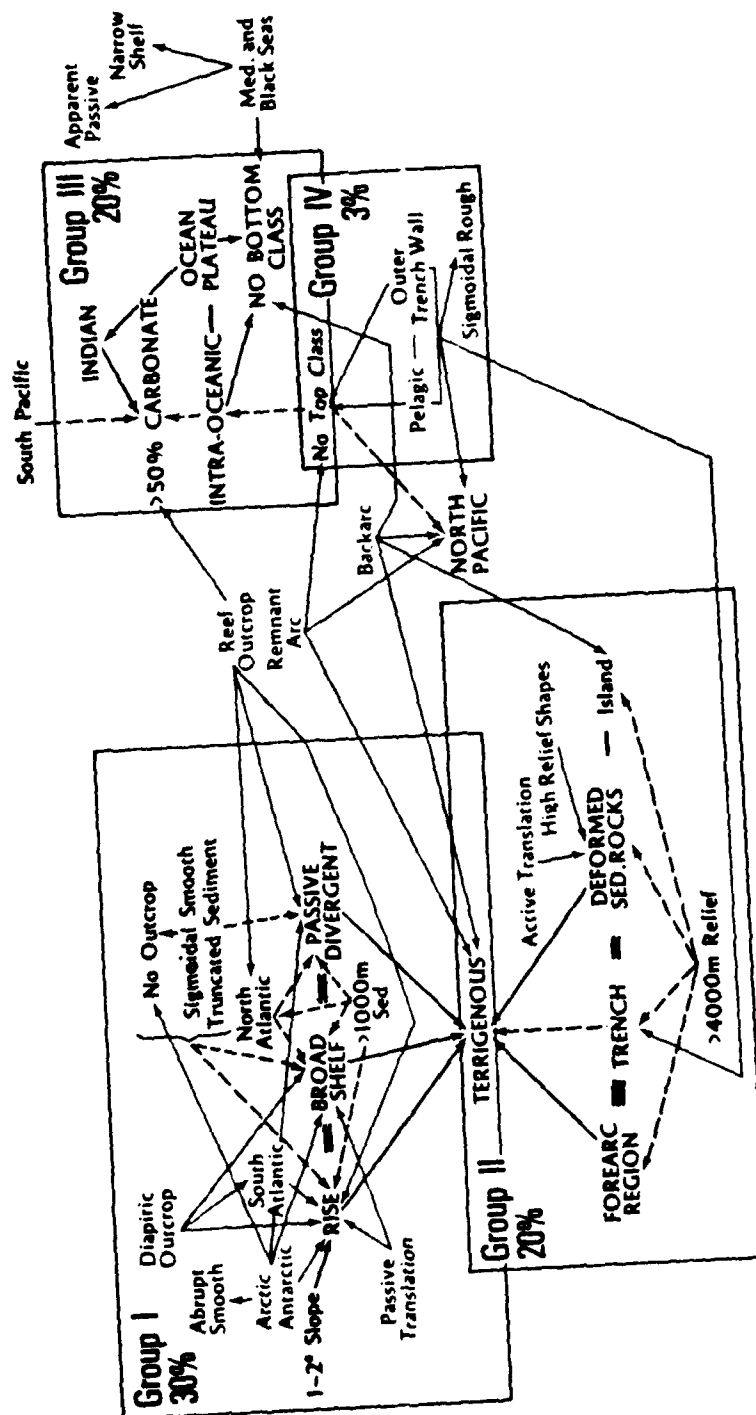 Group I
30%
Diapiric
Outcrop
Abrupt
Smooth
Arctic
Antarctic
South
Atlantic
1-2° Slope
RISE
Passive
Translation
BROAD
SHELF
North
Atlantic
No Outcrop
Sigmoidal Smooth
Truncated Sediment
PASSIVE
DIVERGENT
>1000m
Sed
TERRIGENOUS
Group II
20%
FOREARC
REGION
TRENCH
DEFORMED
SED. ROCKS
Island
Active Translation
High Relief Shapes
>4000m Relief
Reef
Outcrop
Remnant
Arc
Backarc
NORTH
PACIFIC
South Pacific
Group III
20%
INDIAN
>50% CARBONATE
OCEAN
PLATEAU
INTRA-OCEANIC
NO BOTTOM
CLASS
Group IV
3%
No Top Class
Pelagic
Outer
Trench Wall
Sigmoidal Rough
Apparent
Passive
Narrow
Shelf
Med. and
Black Seas